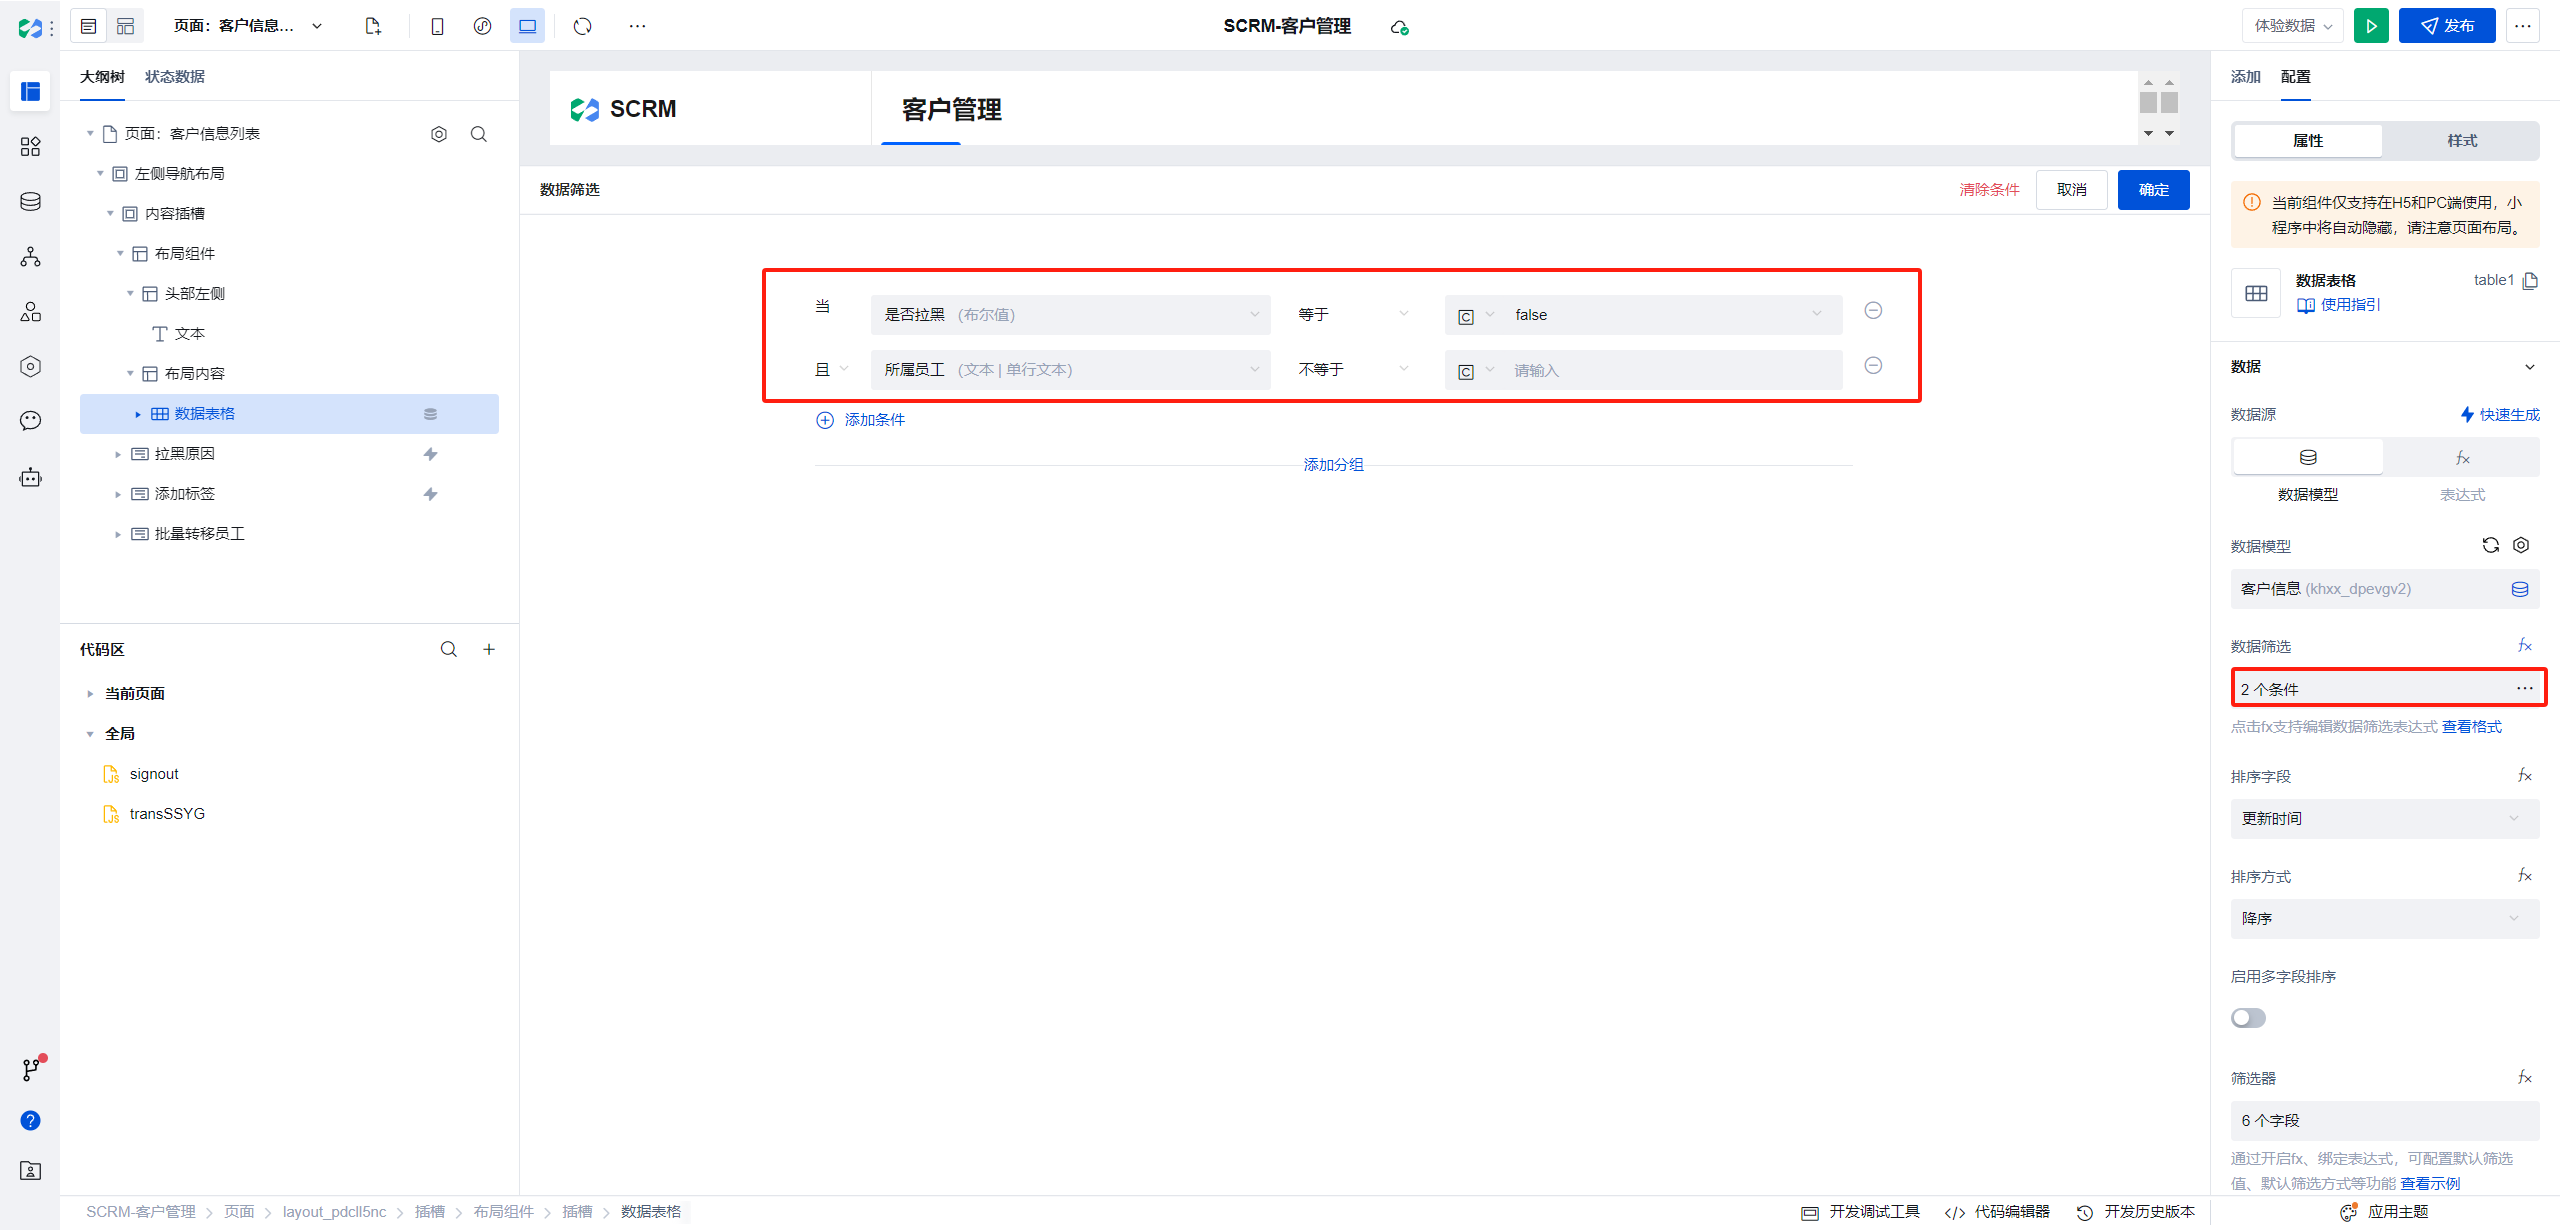 页面：客户信息...
SCRM-客户管理
体验数据
发布
大纲树 状态数据
页面：客户信息列表
左侧导航布局
内容插槽
布局组件
头部左侧
文本
布局内容
数据表格
拉黑原因
添加标签
批量转移员工
代码区
当前页面
全局
signout
transSSYG
SCRM
客户管理
数据筛选
清除条件 取消 确定
当 是否拉黑 (布尔值) 等于 false
且 所属员工 (文本 | 单行文本) 不等于 请输入
添加条件
添加分组
添加 配置
属性 样式
当前组件仅支持在H5和PC端使用，小
程序中将自动隐藏，请注意页面布局。
数据表格 table1
使用指引
数据
数据源 快速生成
数据模型 表达式
数据模型
客户信息 (khxx_dpevgv2)
数据筛选 fx
2 个条件 ...
点击fx支持编辑数据筛选表达式 查看格式
排序字段 fx
更新时间
排序方式 fx
降序
启用多字段排序
筛选器 fx
6 个字段
通过开启fx、绑定表达式，可配置默认筛选
值、默认筛选方式等功能 查看示例
SCRM-客户管理 > 页面 > layout_pdcll5nc > 插槽 > 布局组件 > 插槽 > 数据表格
开发调试工具 </> 代码编辑器 开发历史版本 应用主题